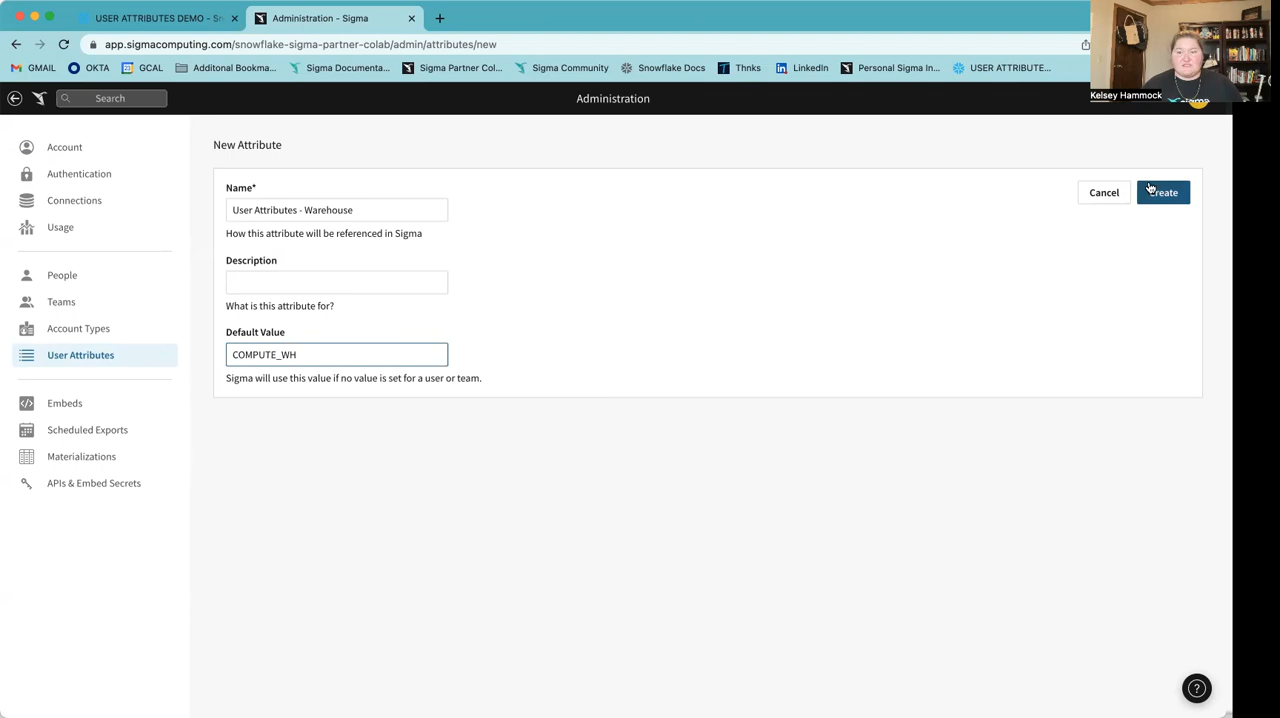 USER ATTRIBUTES DEMO - Sn
Administration - Sigma
app.sigmacomputing.com/snowflake-sigma-partner-colab/admin/attributes/new
GMAIL
OKTA
GCAL
Additonal Bookma...
Sigma Documenta...
Sigma Partner Col...
Sigma Community
Snowflake Docs
Thnks
LinkedIn
Personal Sigma In...
USER ATTRIBUTE...
Kelsey Hammock
Search
Administration
Account
Authentication
Connections
Usage
People
Teams
Account Types
User Attributes
Embeds
Scheduled Exports
Materializations
APIs & Embed Secrets
New Attribute
Name*
User Attributes - Warehouse
How this attribute will be referenced in Sigma
Description
What is this attribute for?
Default Value
COMPUTE_WH
Sigma will use this value if no value is set for a user or team.
Cancel
Create
?